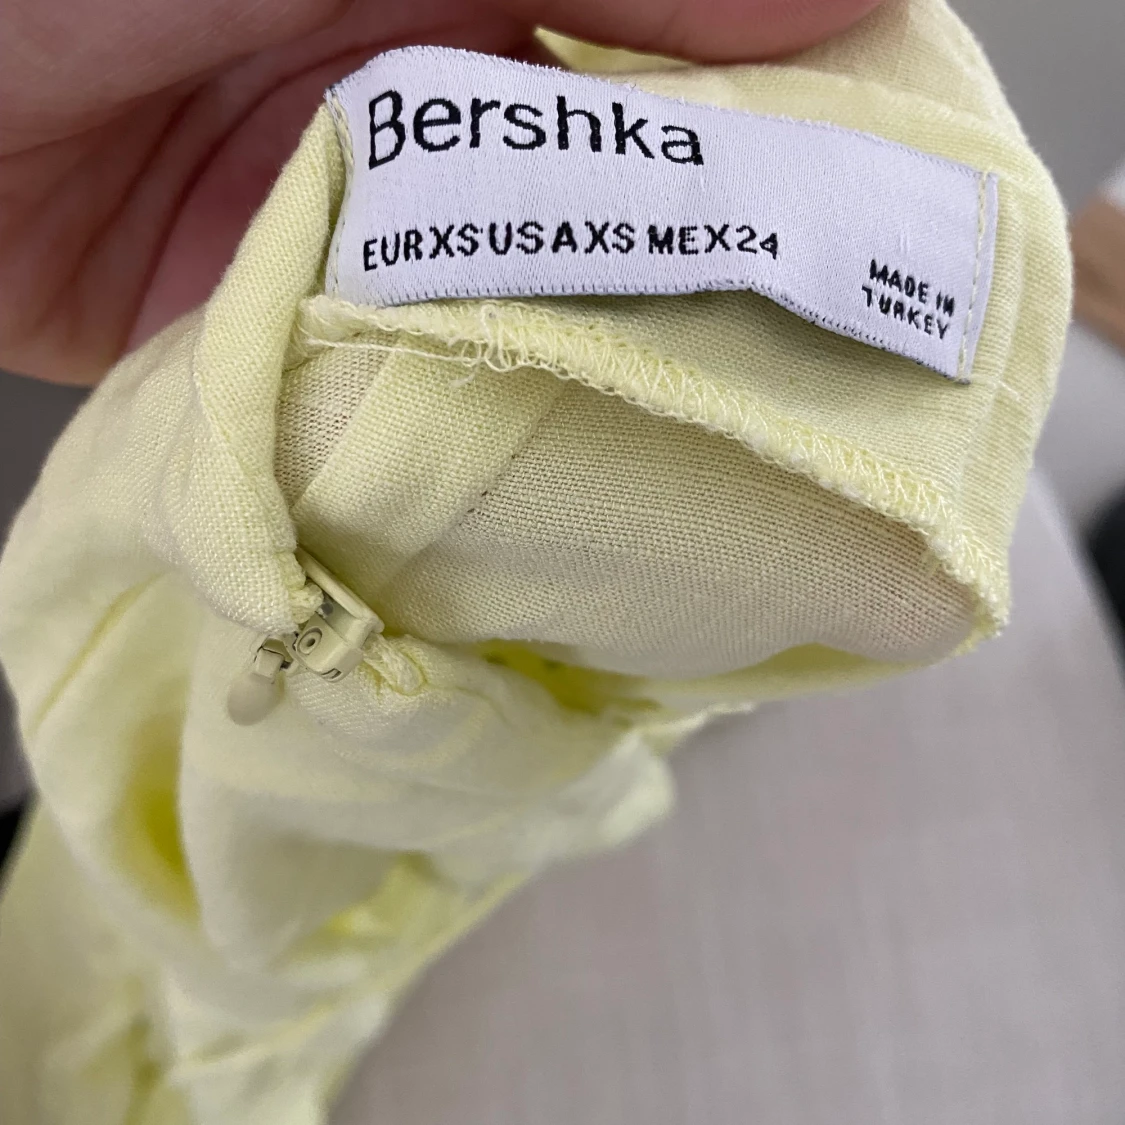 Bershka
EUR XS USA XS MEX 24
MADE IN
TURKEY